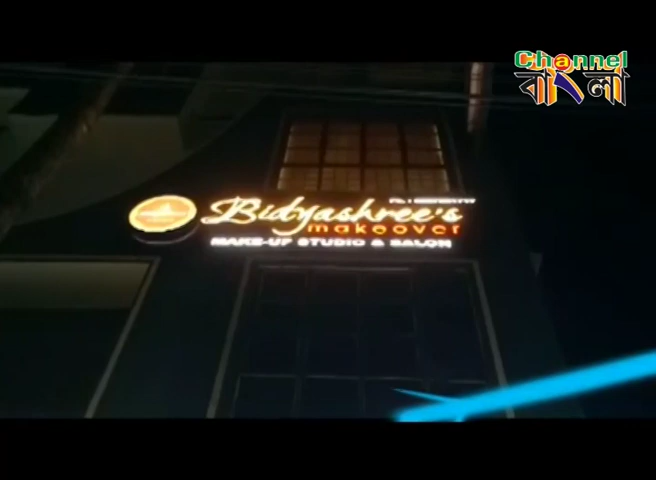 Channel
বাংলা
Bidyashree's
makeover
MAKE-UP STUDIO & SALON